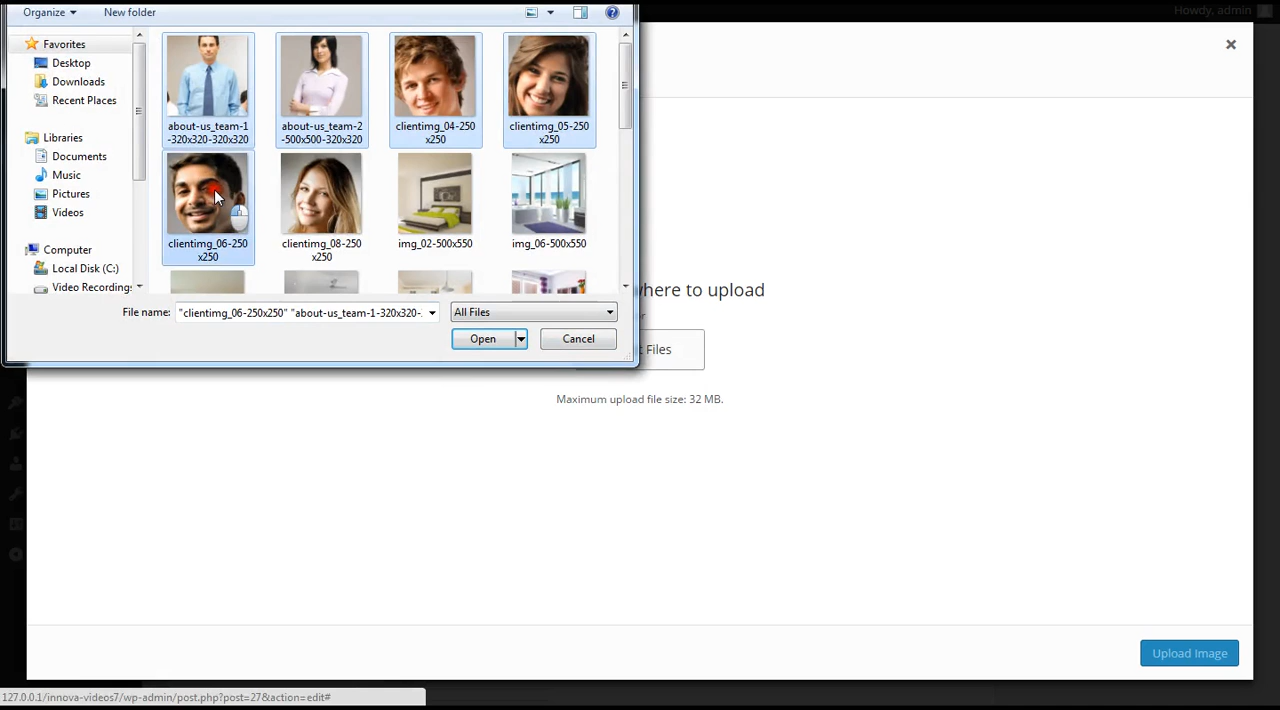 Organize
New folder
Howdy, admin
Favorites
Desktop
Downloads
Recent Places
Libraries
Documents
Music
Pictures
Videos
Computer
Local Disk (C:)
Video Recordings
about-us_team-1
-320x320-320x320
about-us_team-2
-500x500-320x320
clientimg_04-250
x250
clientimg_05-250
x250
clientimg_06-250
x250
clientimg_08-250
x250
img_02-500x550
img_06-500x550
File name:
"clientimg_06-250x250" "about-us_team-1-320x320-.
All Files
Open
Cancel
where to upload
or
Files
Maximum upload file size: 32 MB.
Upload Image
127.0.0.1/innova-videos7/wp-admin/post.php?post=27&action=edit#